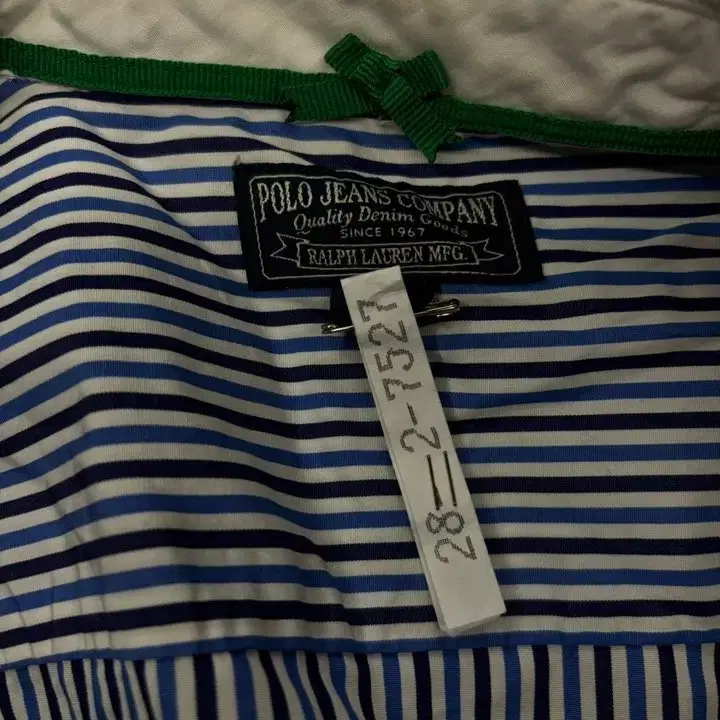 POLO JEANS COMPANY
Quality Denim Goods
SINCE 1967
RALPH LAUREN MFG.
28=2-7527